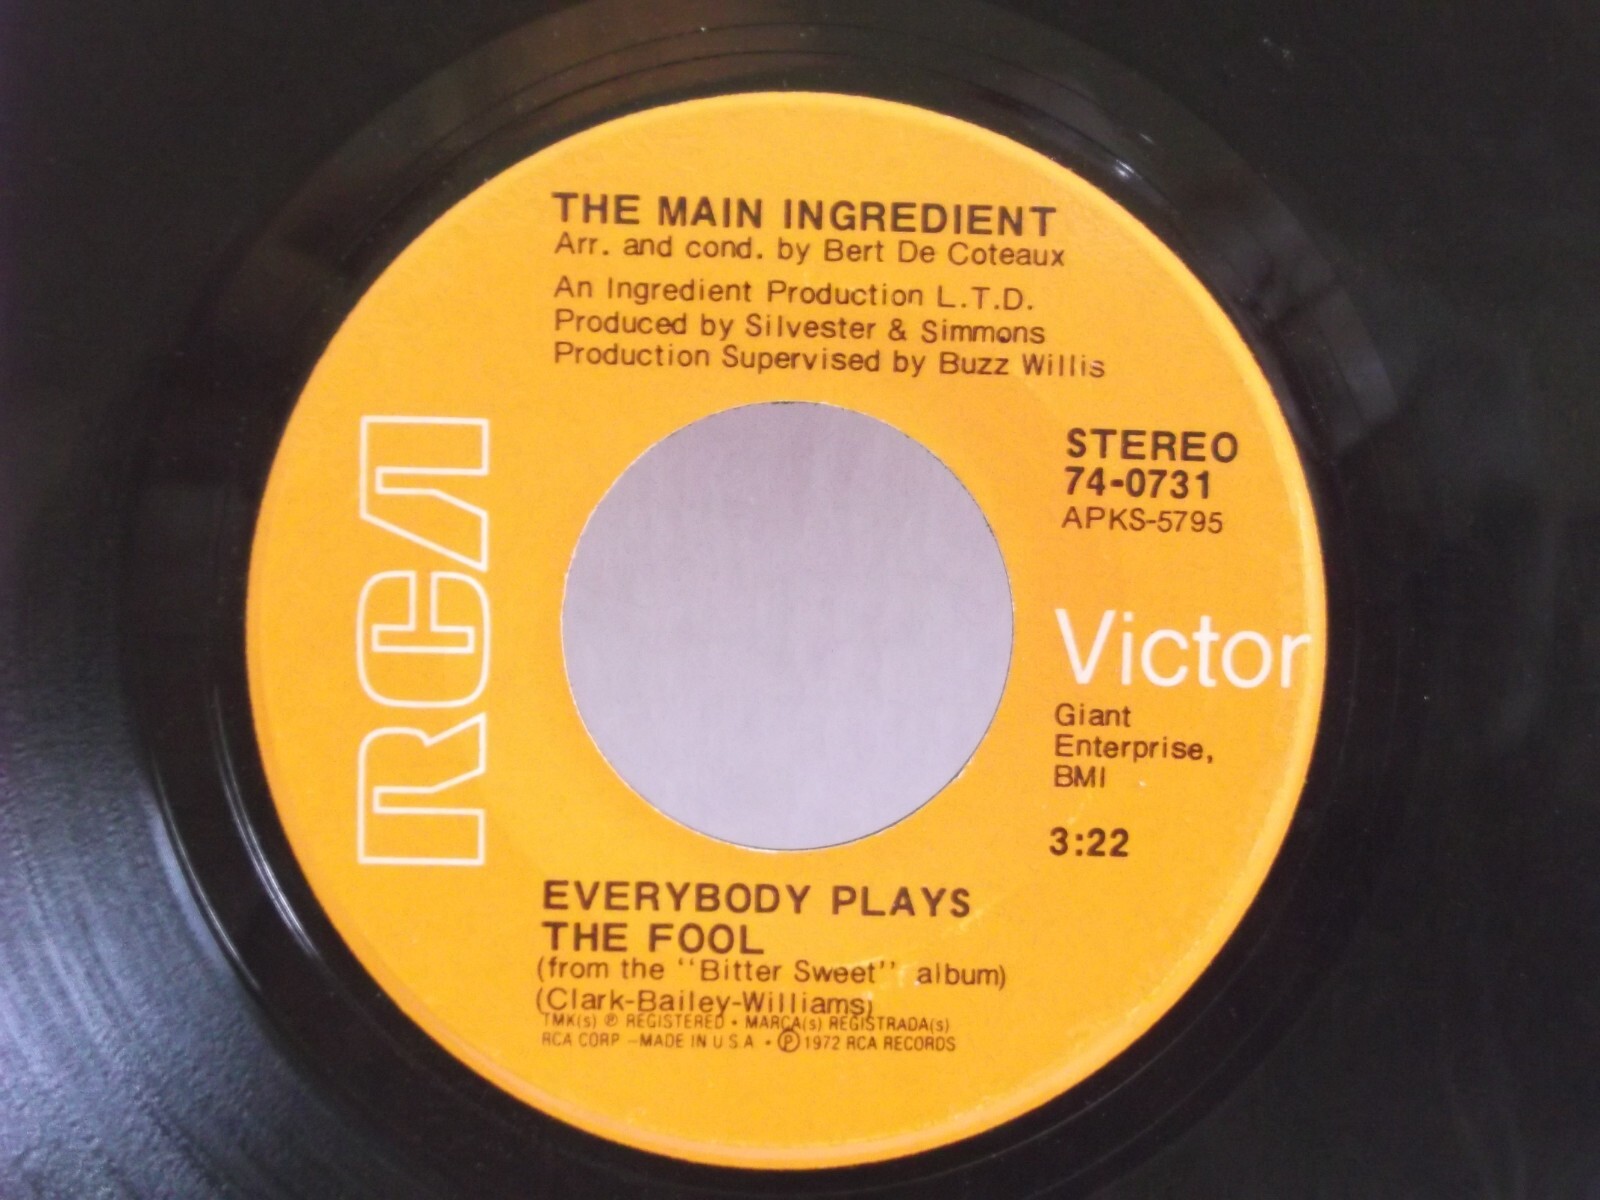 THE MAIN INGREDIENT
Arr. and cond. by Bert De Coteaux
An Ingredient Production L.T.D.
Produced by Silvester & Simmons
Production Supervised by Buzz Willis
RCA
STEREO
74-0731
APKS-5795
Victor
Giant
Enterprise,
BMI
3:22
EVERYBODY PLAYS
THE FOOL
(from the "Bitter Sweet" album)
(Clark-Bailey-Williams)
TMK(s) ® REGISTERED • MARCA(s) REGISTRADA(s)
RCA CORP -MADE IN U S A • ℗ 1972 RCA RECORDS